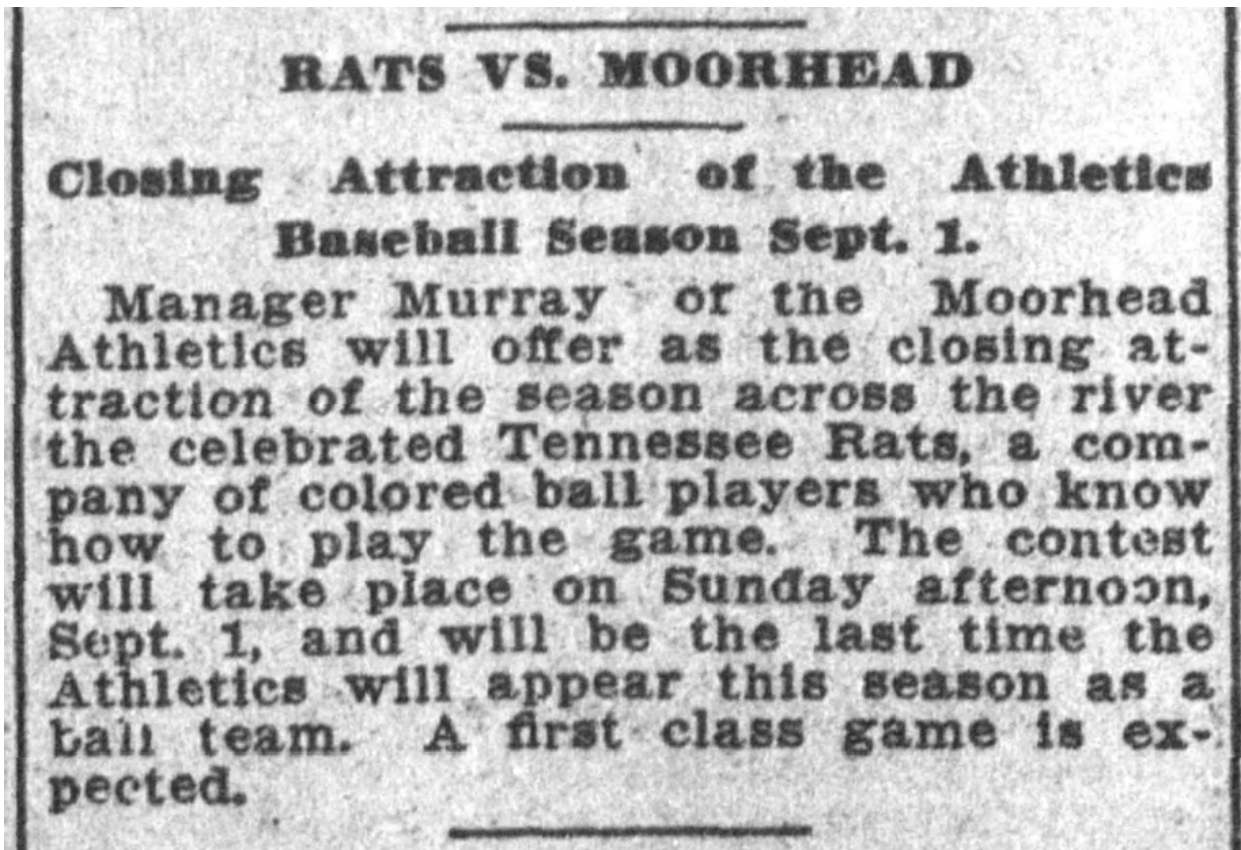 RATS VS. MOORHEAD
Closing Attraction of the Athletics
Baseball Season Sept. 1.
Manager Murray of the Moorhead
Athletics will offer as the closing at-
traction of the season across the river
the celebrated Tennessee Rats, a com-
pany of colored ball players who know
how to play the game. The contest
will take place on Sunday afternoon,
Sept. 1, and will be the last time the
Athletics will appear this season as a
ball team. A first class game is ex-
pected.